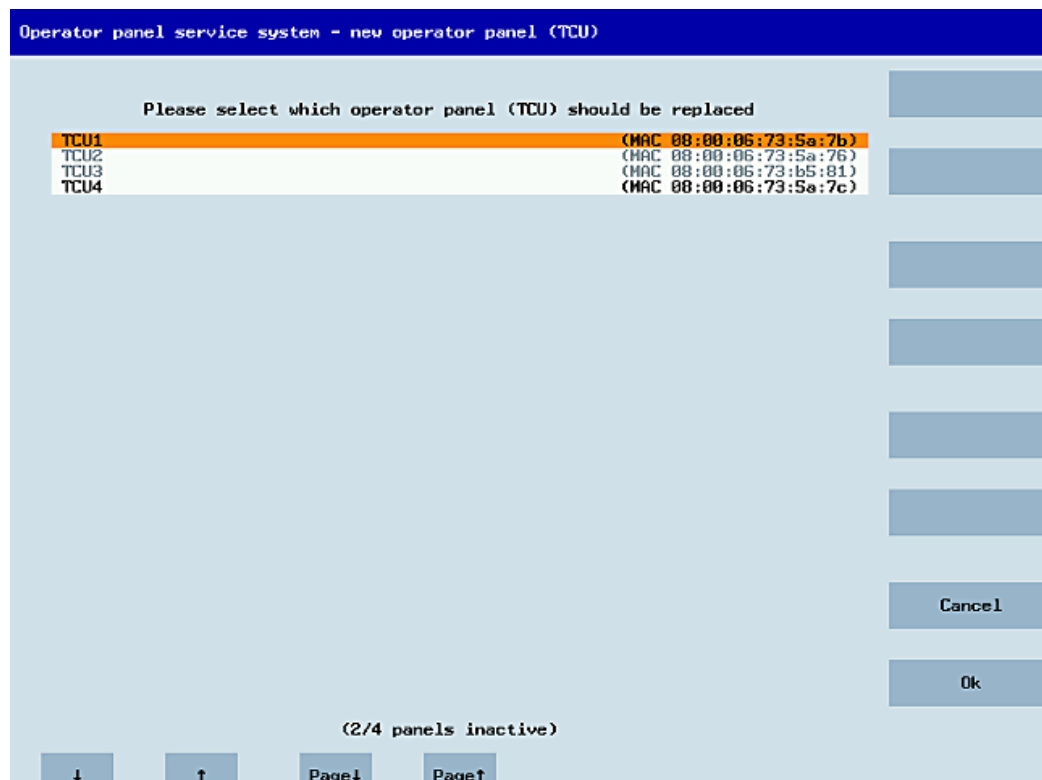 Operator panel service system - new operator panel (TCU)
Please select which operator panel (TCU) should be replaced
TCU1 (MAC 08:00:06:73:5a:7b)
TCU2 (MAC 08:00:06:73:5a:76)
TCU3 (MAC 08:00:06:73:b5:81)
TCU4 (MAC 08:00:06:73:5a:7c)
Cancel
Ok
(2/4 panels inactive)
↓ ↑ Page↓ Page↑